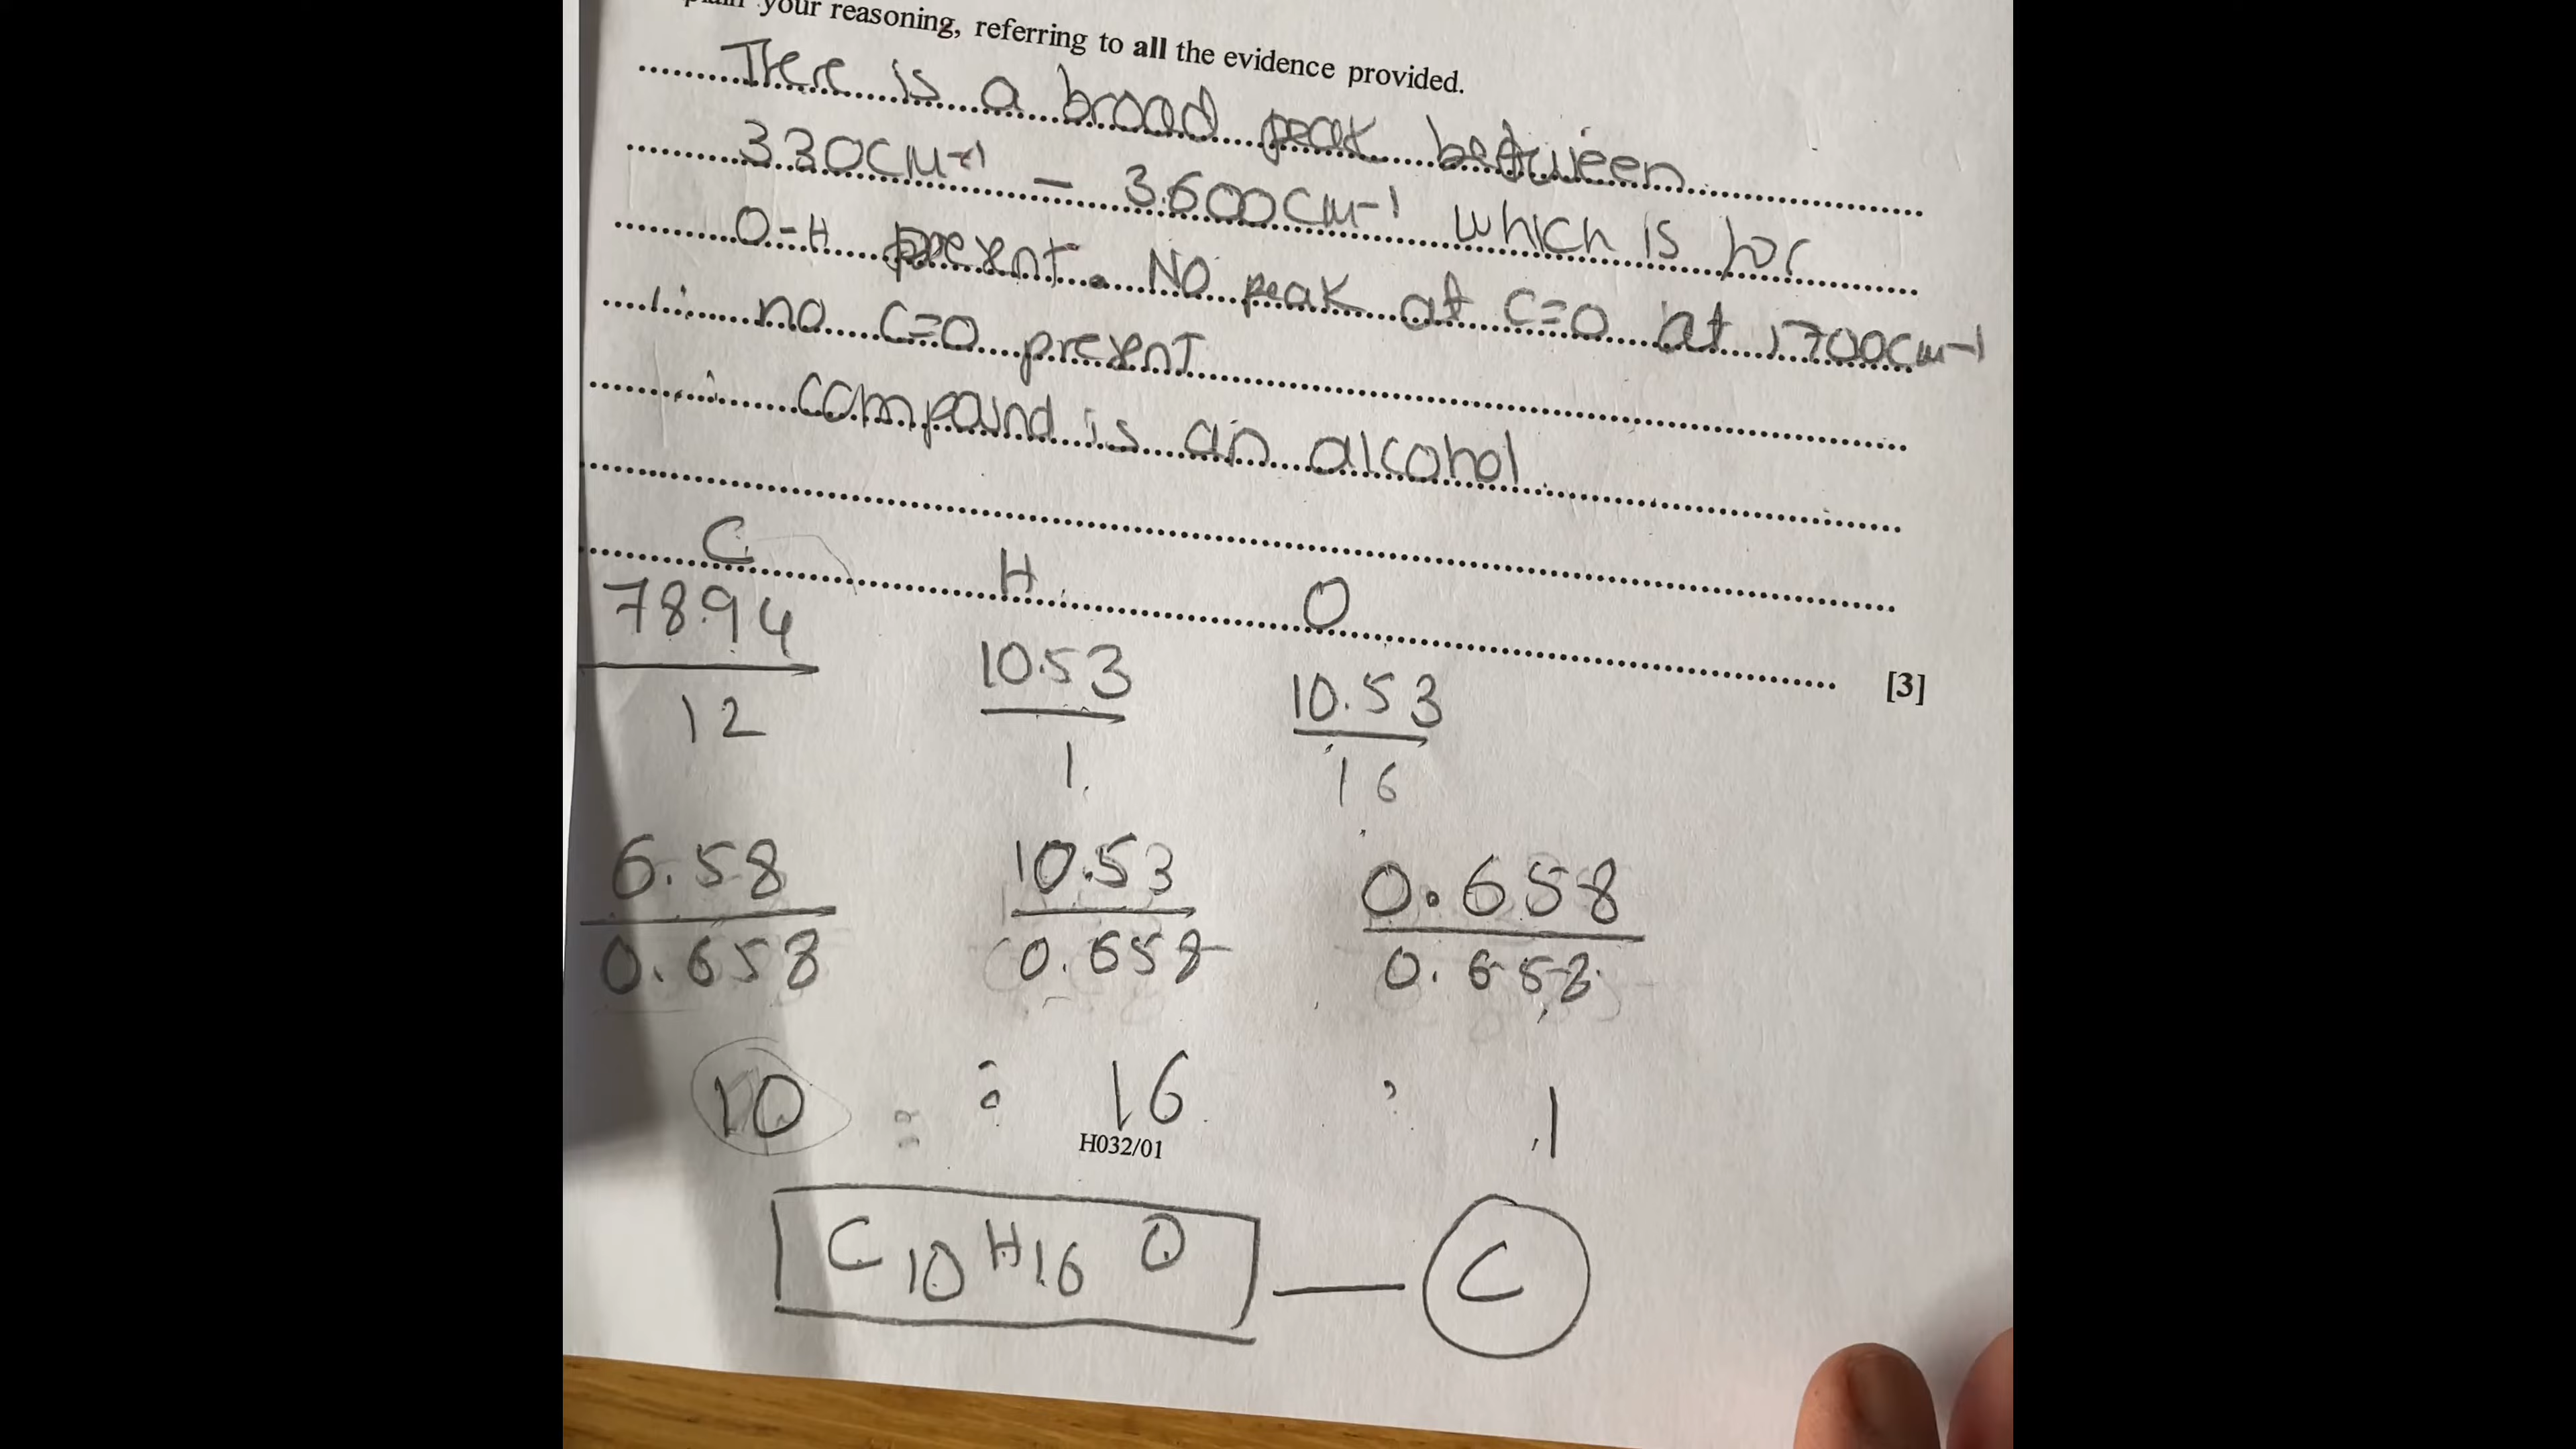 plain your reasoning, referring to all the evidence provided.
There is a broad peak between
330cm-1 - 3600cm-1 which is for
O-H present. No peak at C=O at 1700cm-1
∴ no C=O present
∴ compound is an alcohol
C H O
78.94 10.53 10.53
12 1 16
[3]
6.58 10.53 0.658
0.658 0.658 0.658
10 : 16 : 1
H032/01
C10H16O — C